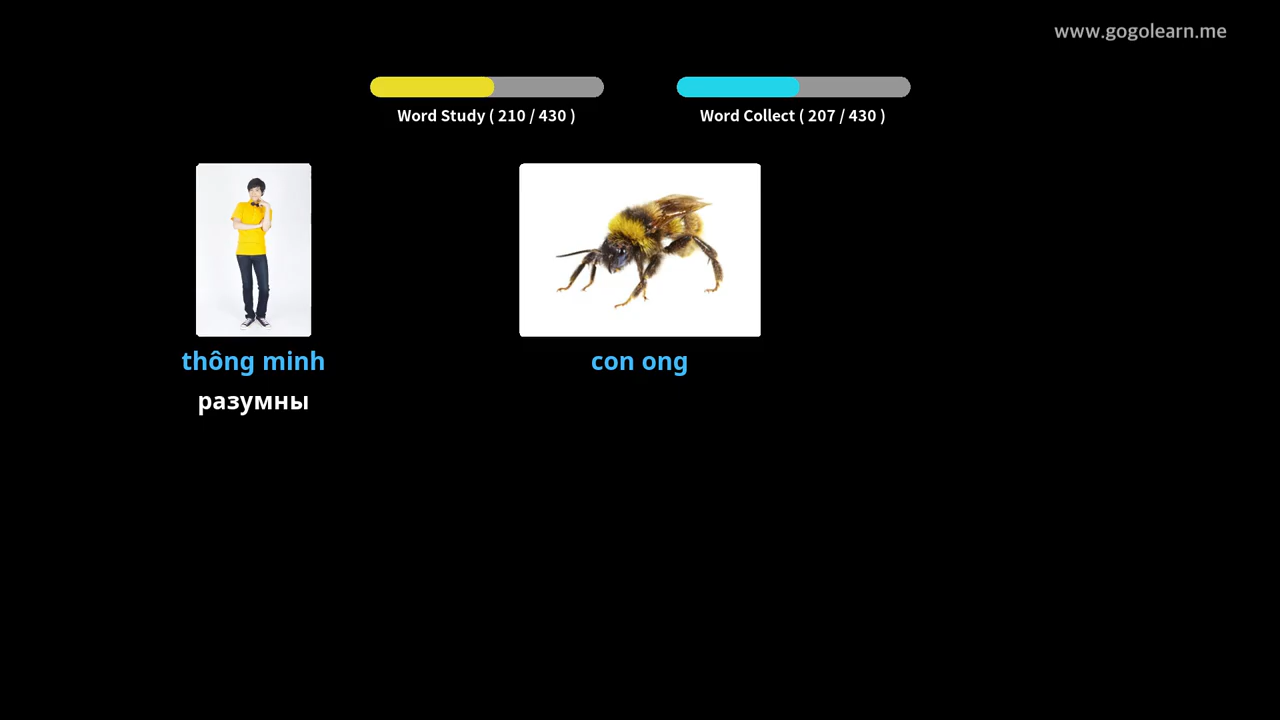 www.gogolearn.me
Word Study ( 210 / 430 )
Word Collect ( 207 / 430 )
thông minh
con ong
разумны